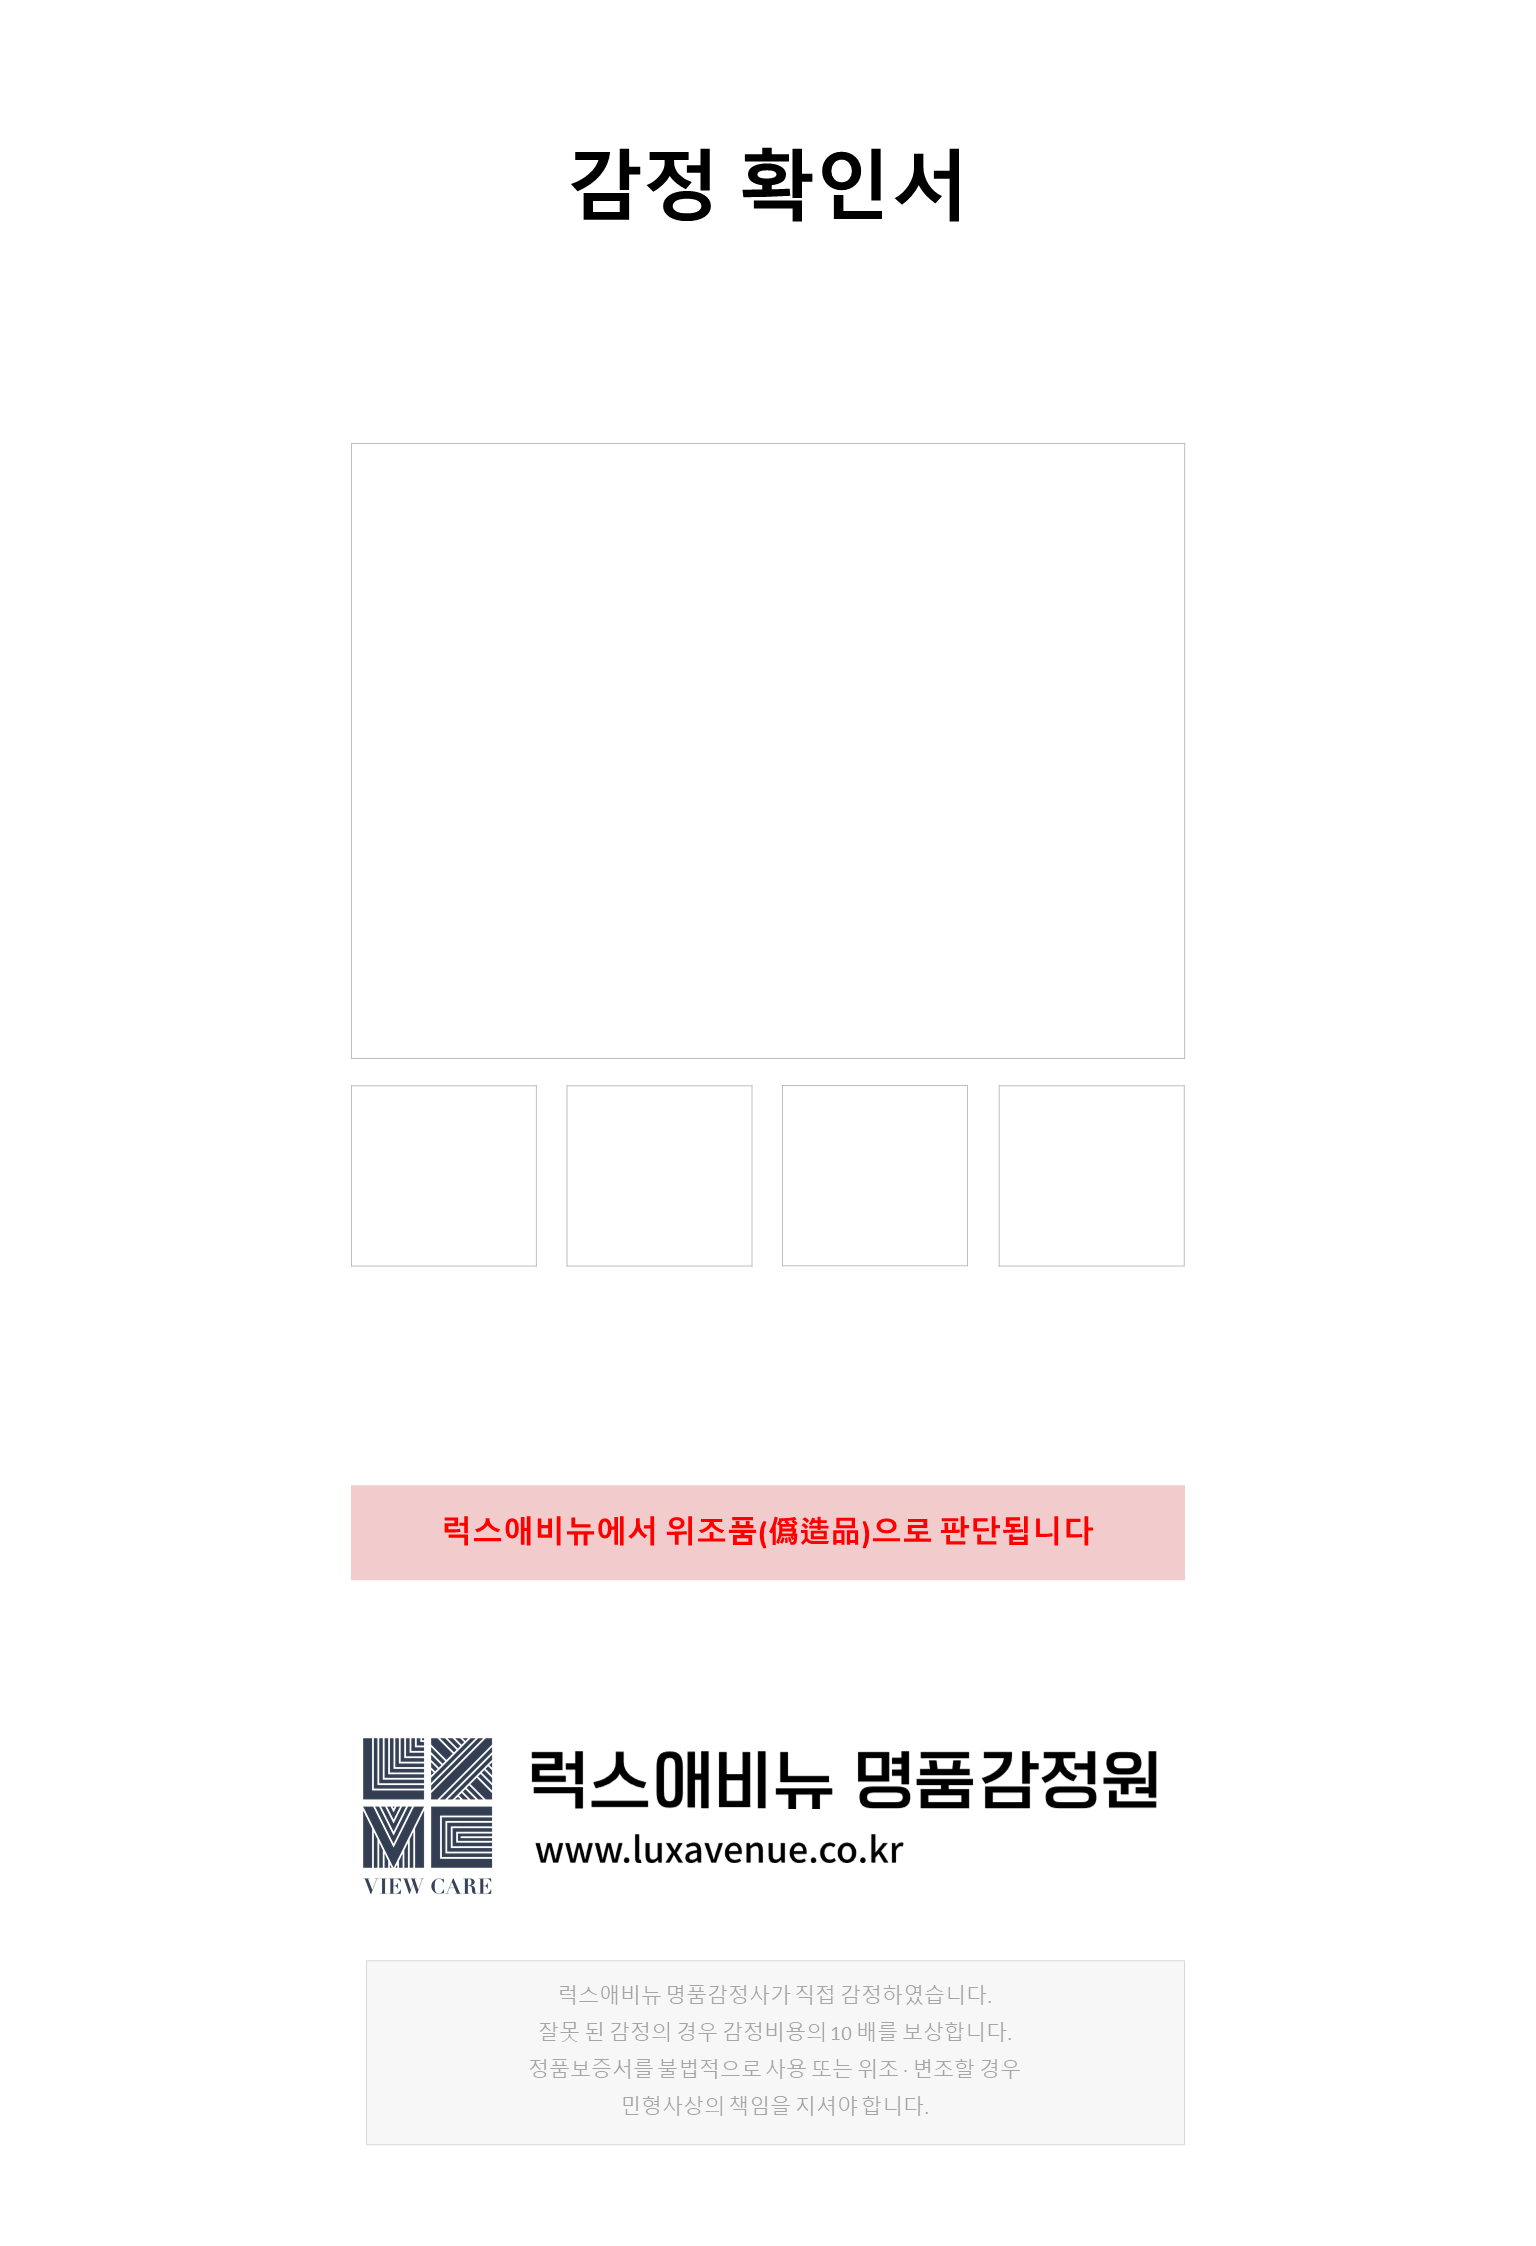 감정 확인서
럭스애비뉴에서 위조품(僞造品)으로 판단됩니다
LX
럭스애비뉴 명품감정원
www.luxavenue.co.kr
VIEW CARE
럭스애비뉴 명품감정사가 직접 감정하였습니다.
잘못 된 감정의 경우 감정비용의 10 배를 보상합니다.
정품보증서를 불법적으로 사용 또는 위조 · 변조할 경우
민형사상의 책임을 지셔야 합니다.